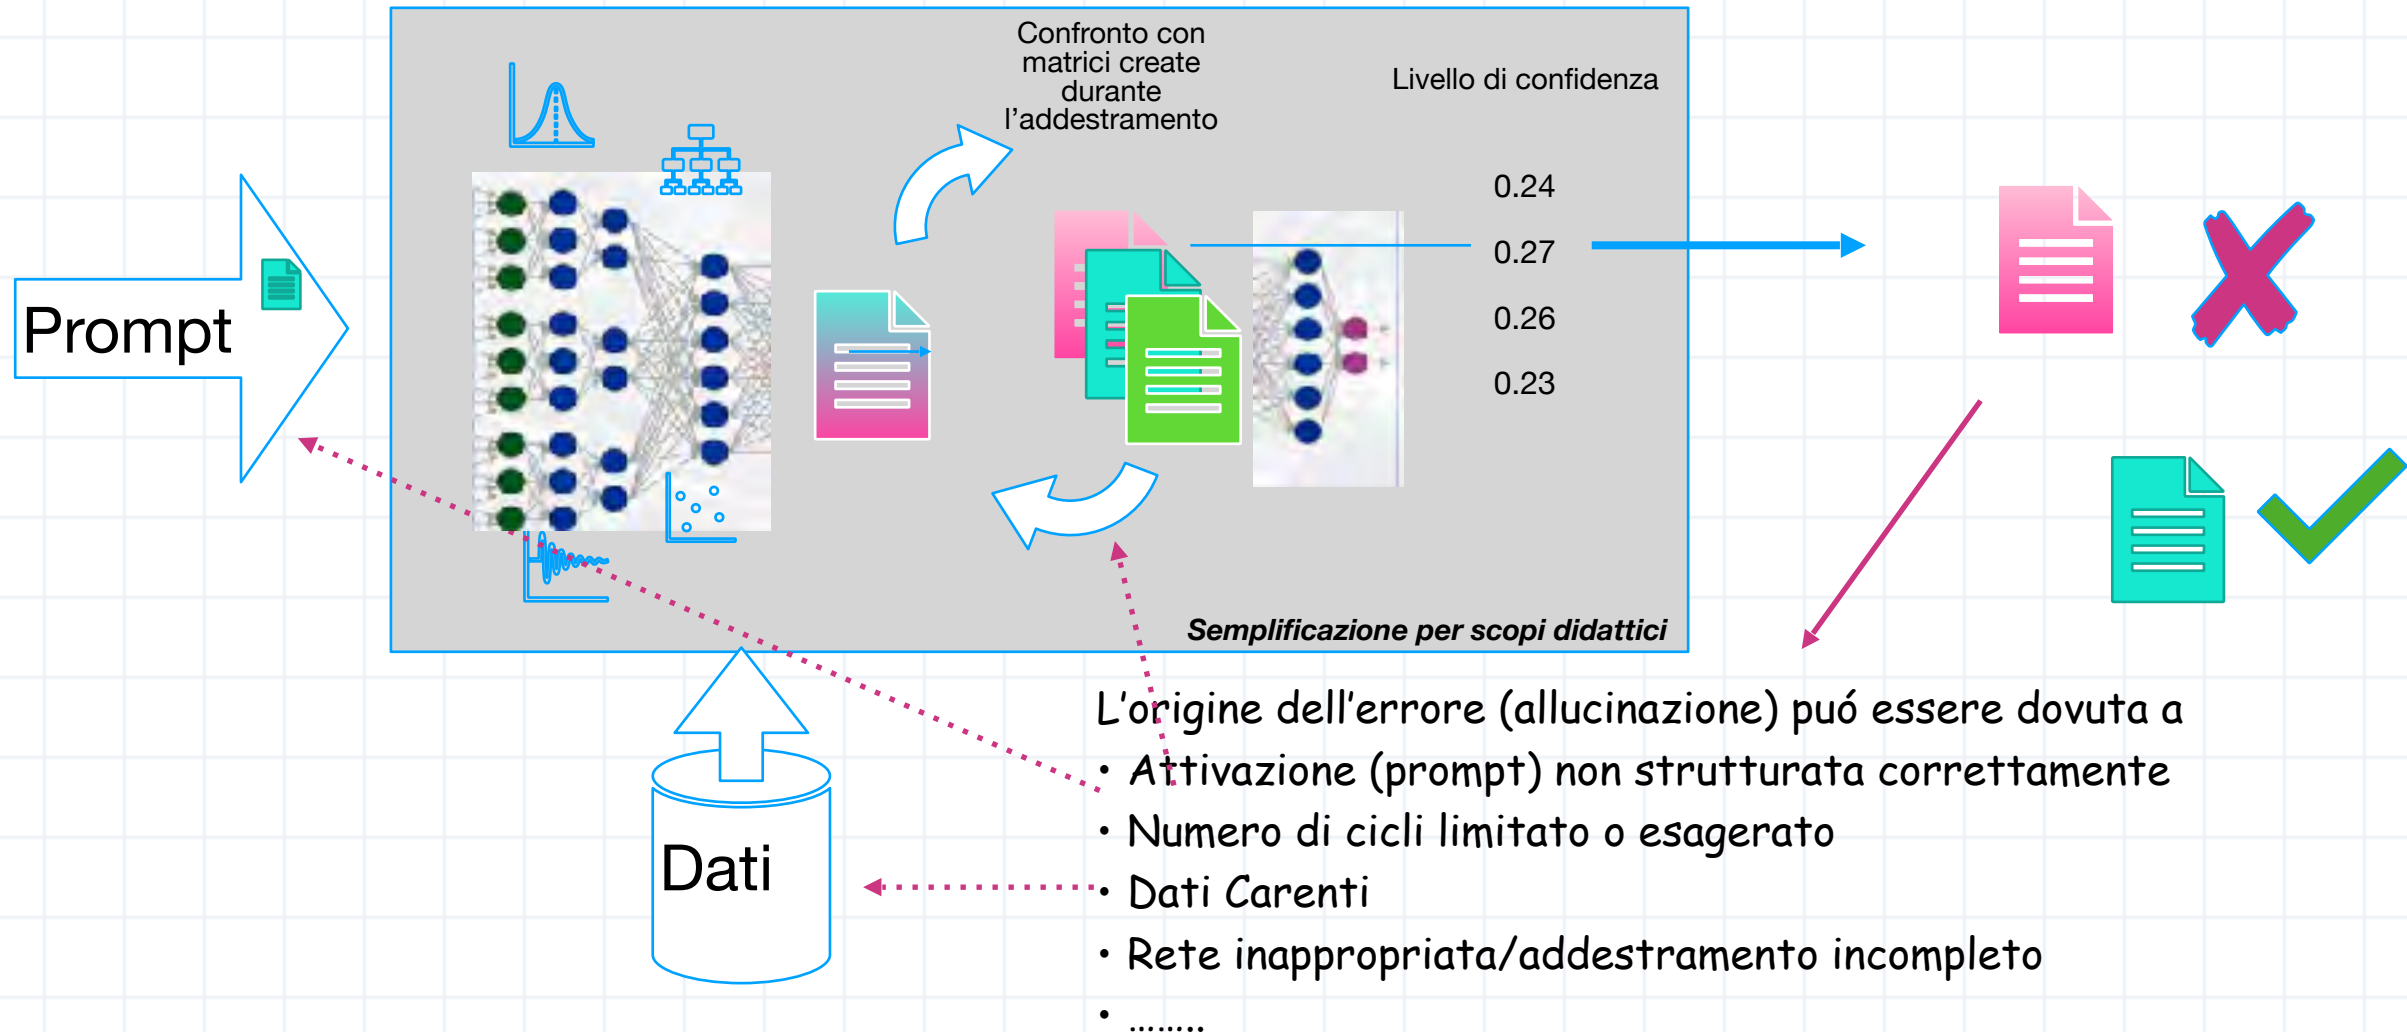 Confronto con
matrici create
durante
l'addestramento
Livello di confidenza
0.24
0.27
0.26
0.23
Prompt
Semplificazione per scopi didattici
Dati
L'origine dell'errore (allucinazione) puó essere dovuta a
• Attivazione (prompt) non strutturata correttamente
• Numero di cicli limitato o esagerato
• Dati Carenti
• Rete inappropriata/addestramento incompleto
• ……..